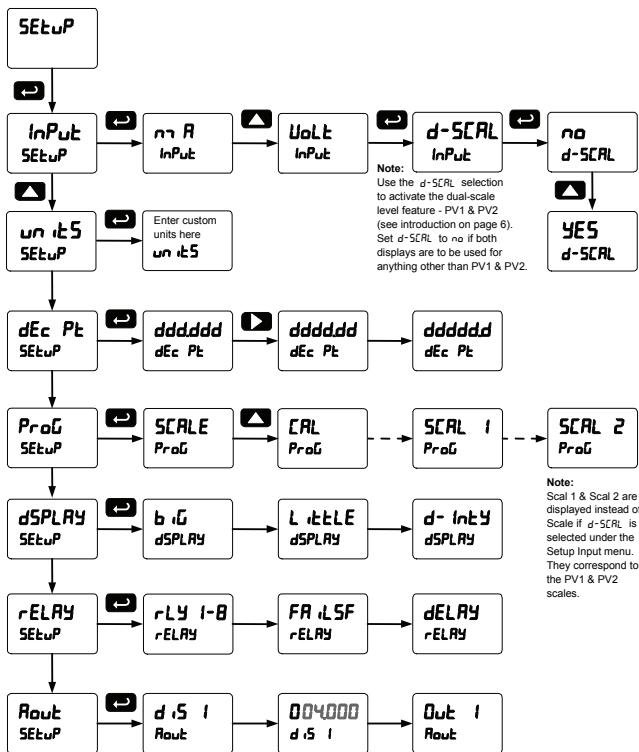 SEtuP
InPut
SEtuP
mA
InPut
VoLt
InPut
d-SCAL
InPut
no
d-SCAL
Note:
Use the d-SCAL selection
to activate the dual-scale
level feature - PV1 & PV2
(see introduction on page 6).
Set d-SCAL to no if both
displays are to be used for
anything other than PV1 & PV2.
YES
d-SCAL
unitS
SEtuP
Enter custom
units here
unitS
dEc Pt
SEtuP
ddd.ddd
dEc Pt
dddd.dd
dEc Pt
ddddd.d
dEc Pt
ProG
SEtuP
SCALE
ProG
CAL
ProG
SCAL 1
ProG
SCAL 2
ProG
Note:
Scal 1 & Scal 2 are
displayed instead of
Scale if d-SCAL is
selected under the
Setup Input menu.
They correspond to
the PV1 & PV2
scales.
dSPLAY
SEtuP
biG
dSPLAY
LittLE
dSPLAY
d-IntY
dSPLAY
rELAY
SEtuP
rLY 1-8
rELAY
FAiLSF
rELAY
dELAY
rELAY
Aout
SEtuP
diS 1
Aout
004.000
diS 1
Out 1
Aout